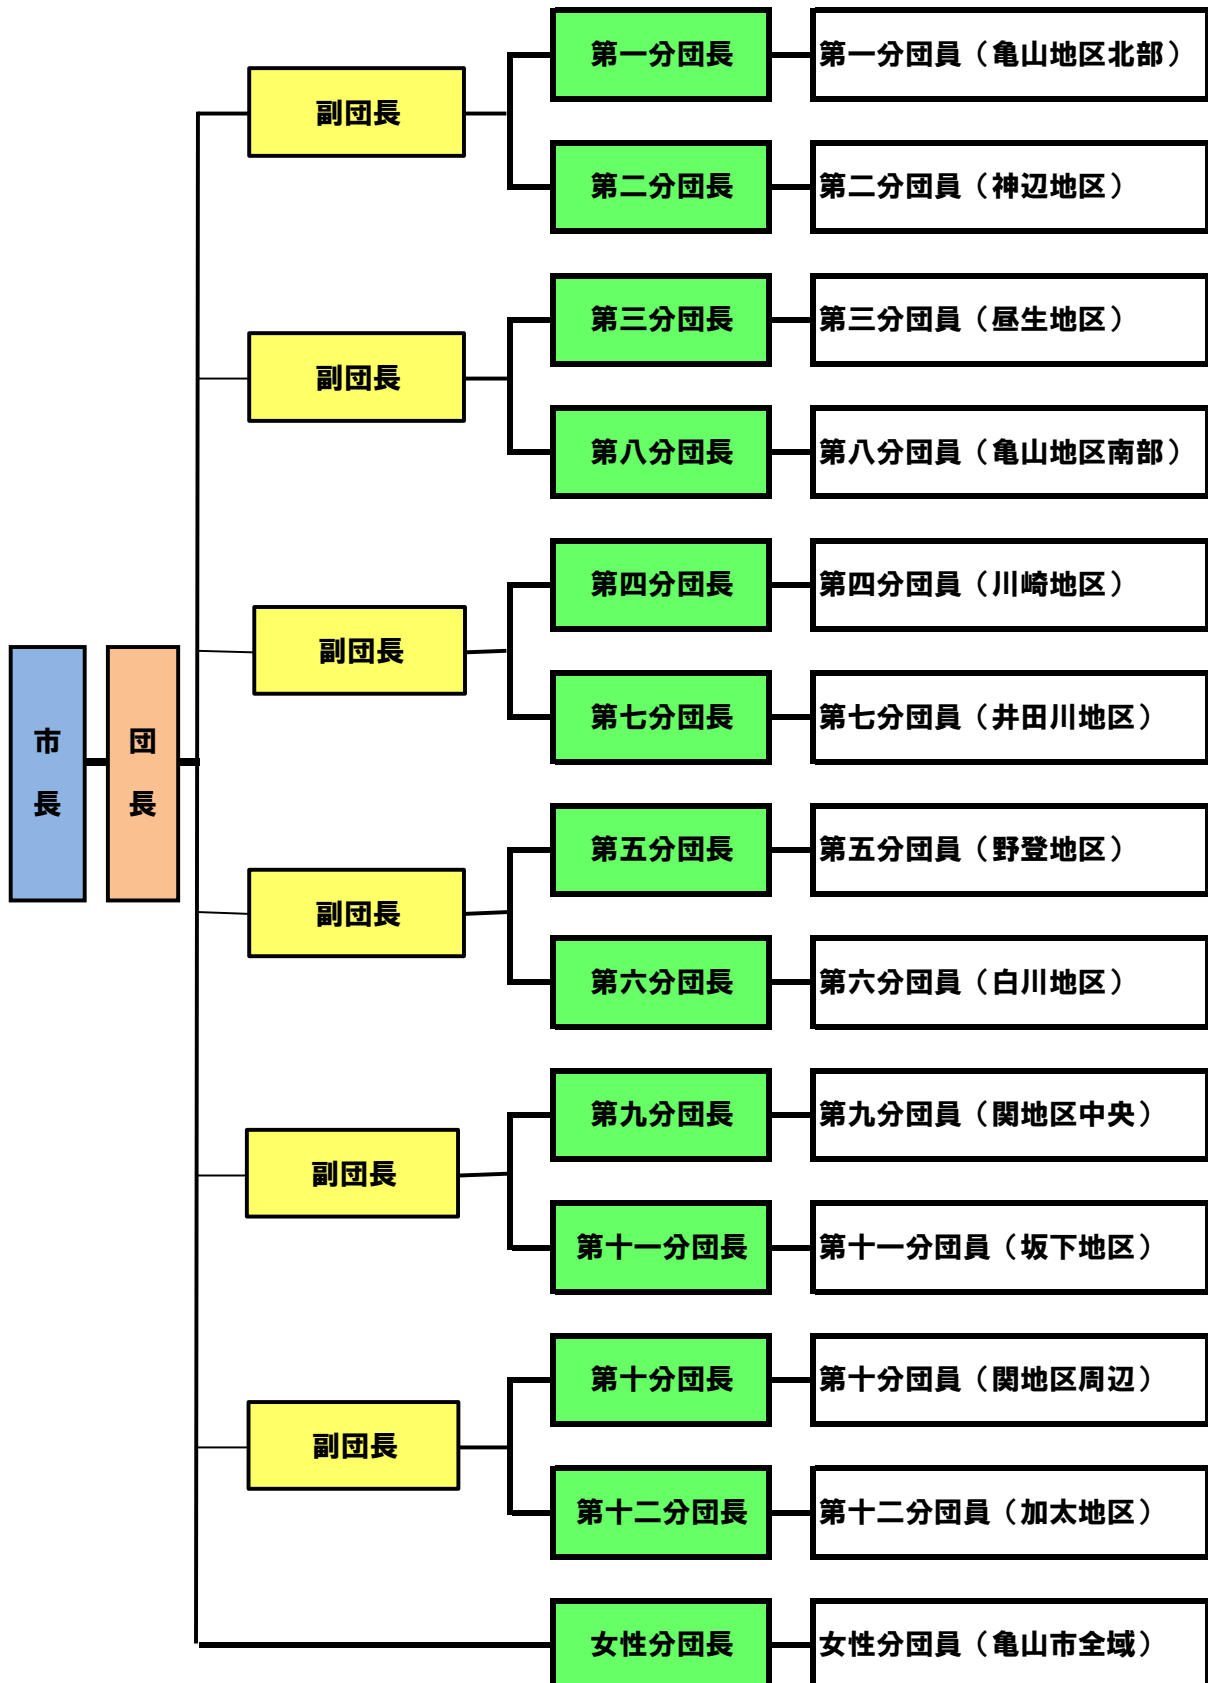 市
長
団
長
副団長
第一分団長
第一分団員（亀山地区北部）
第二分団長
第二分団員（神辺地区）
副団長
第三分団長
第三分団員（昼生地区）
第八分団長
第八分団員（亀山地区南部）
副団長
第四分団長
第四分団員（川崎地区）
第七分団長
第七分団員（井田川地区）
副団長
第五分団長
第五分団員（野登地区）
第六分団長
第六分団員（白川地区）
副団長
第九分団長
第九分団員（関地区中央）
第十一分団長
第十一分団員（坂下地区）
副団長
第十分団長
第十分団員（関地区周辺）
第十二分団長
第十二分団員（加太地区）
女性分団長
女性分団員（亀山市全域）